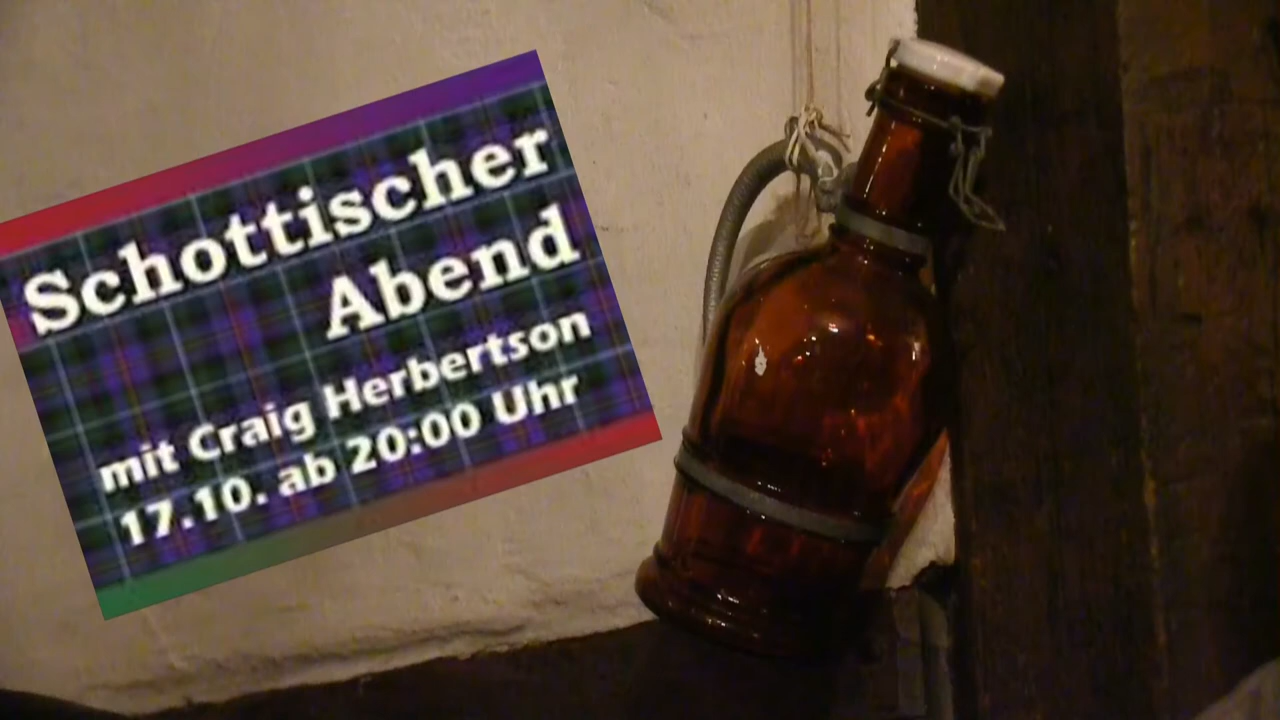 Schottischer
Abend
mit Craig Herbertson
17.10. ab 20:00 Uhr